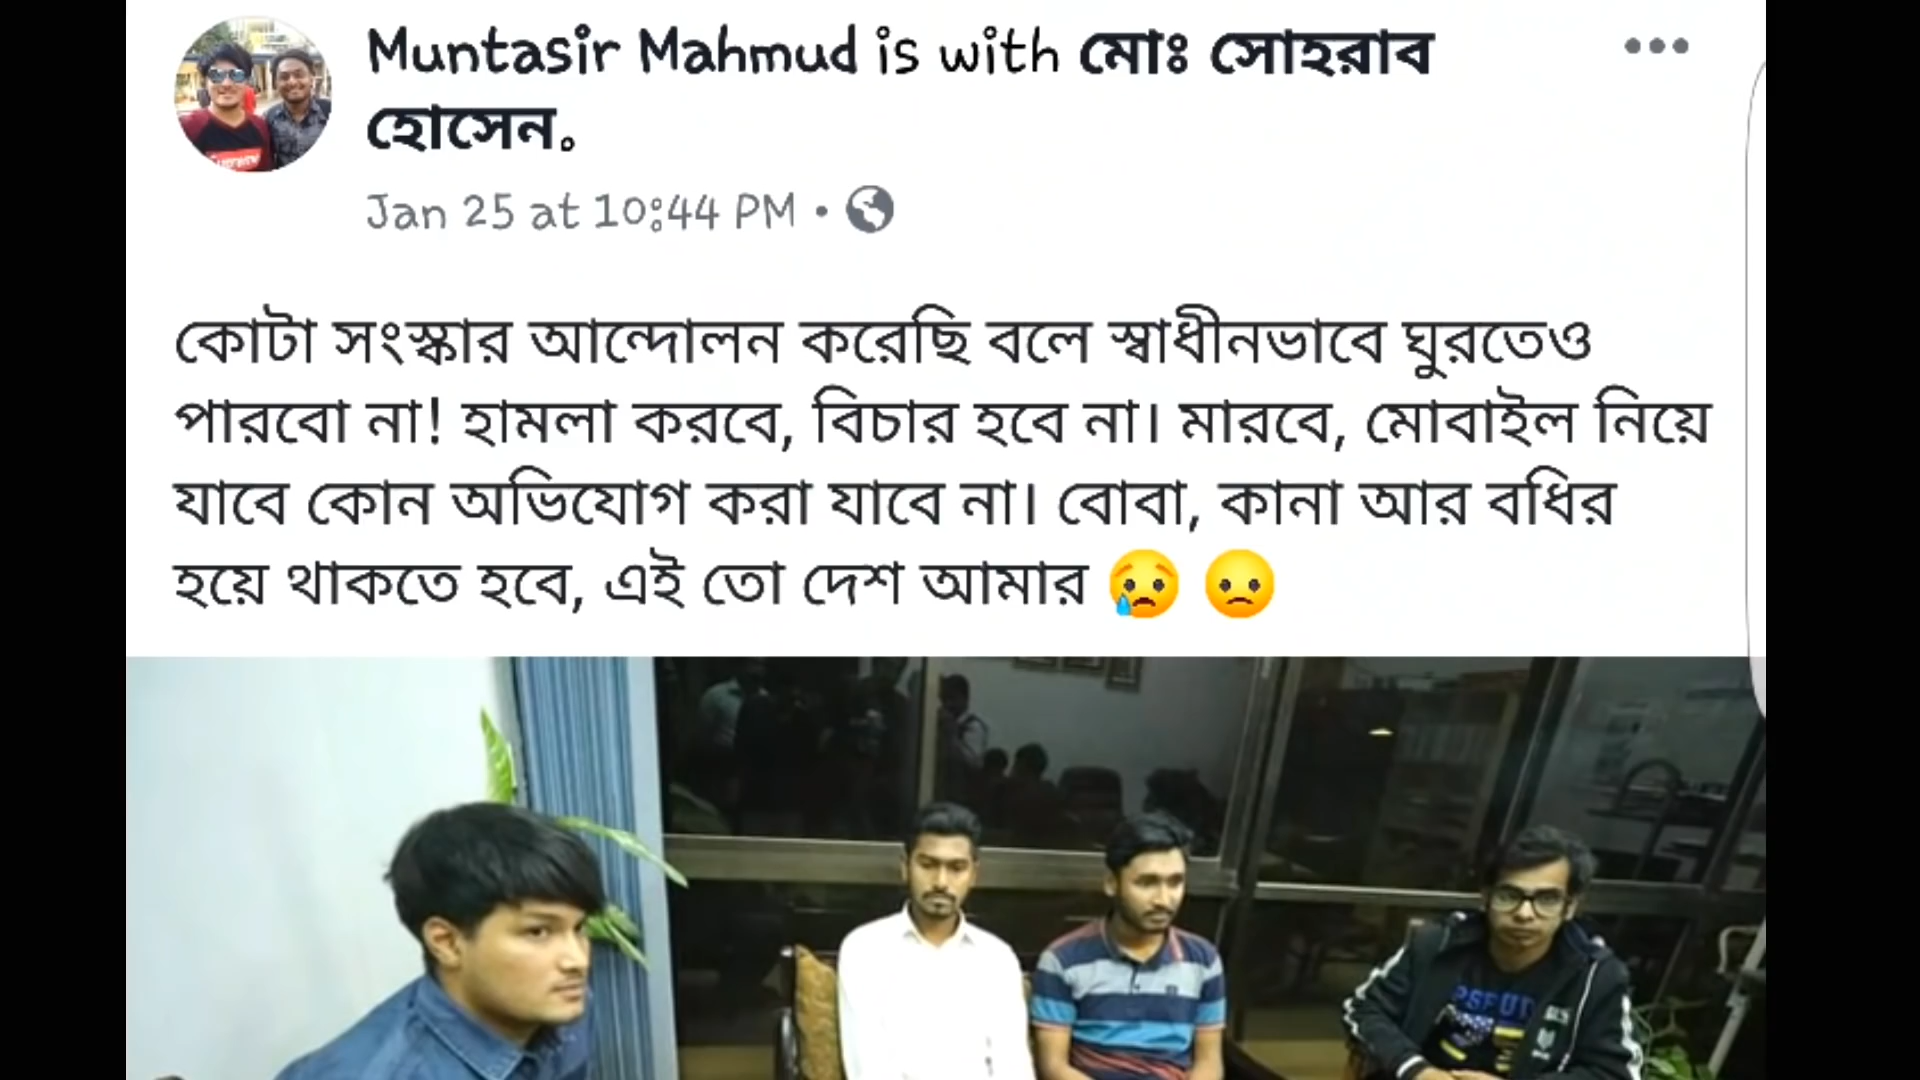 Muntasir Mahmud is with মোঃ সোহরাব
হোসেন.
Jan 25 at 10:44 PM •
কোটা সংস্কার আন্দোলন করেছি বলে স্বাধীনভাবে ঘুরতেও
পারবো না! হামলা করবে, বিচার হবে না। মারবে, মোবাইল নিয়ে
যাবে কোন অভিযোগ করা যাবে না। বোবা, কানা আর বধির
হয়ে থাকতে হবে, এই তো দেশ আমার 😢 🙁